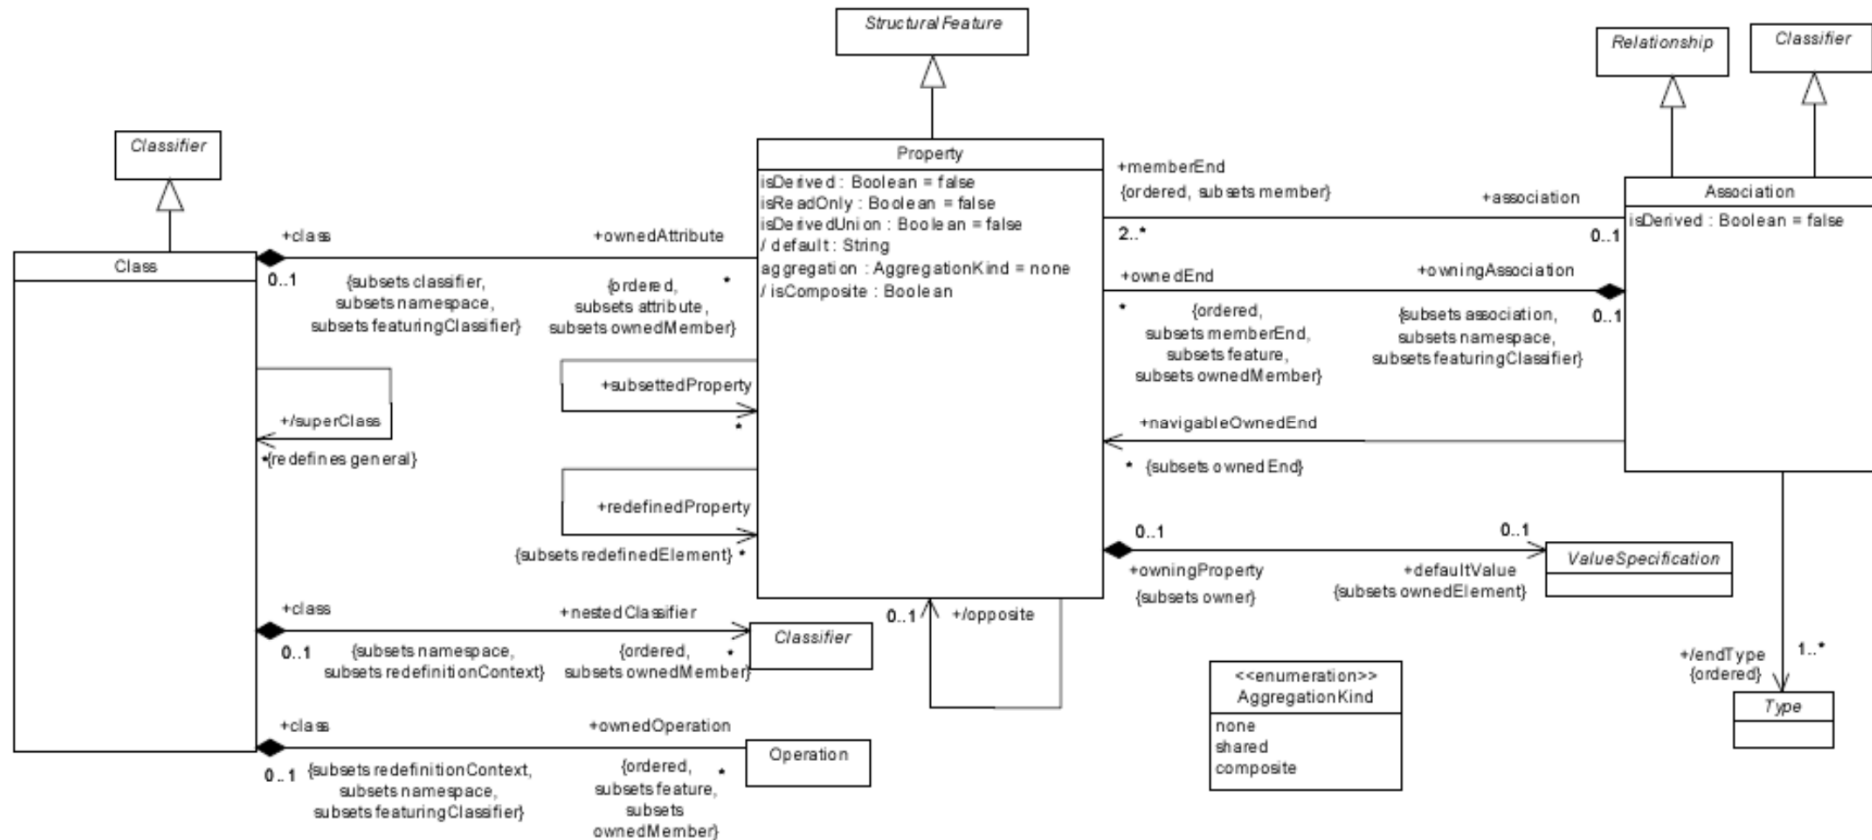 StructuralFeature
Relationship
Classifier
Classifier
Property
isDerived : Boolean = false
isReadOnly : Boolean = false
isDerivedUnion : Boolean = false
/ default : String
aggregation : AggregationKind = none
/ isComposite : Boolean
Association
isDerived : Boolean = false
Class
+class
0..1
{subsets classifier,
subsets namespace,
subsets featuringClassifier}
+ownedAttribute
*
{ordered,
subsets attribute,
subsets ownedMember}
+memberEnd
{ordered, subsets member}
2..*
+association
0..1
+ownedEnd
*
{ordered,
subsets memberEnd,
subsets feature,
subsets ownedMember}
+owningAssociation
0..1
{subsets association,
subsets namespace,
subsets featuringClassifier}
+/superClass
*{redefines general}
+subsettedProperty
*
+redefinedProperty
{subsets redefinedElement} *
+navigableOwnedEnd
* {subsets ownedEnd}
0..1
+owningProperty
{subsets owner}
0..1
+defaultValue
{subsets ownedElement}
ValueSpecification
0..1
+/opposite
+class
0..1
{subsets namespace,
subsets redefinitionContext}
+nestedClassifier
*
{ordered,
subsets ownedMember}
Classifier
+class
0..1
{subsets redefinitionContext,
subsets namespace,
subsets featuringClassifier}
+ownedOperation
*
{ordered,
subsets feature,
subsets
ownedMember}
Operation
<<enumeration>>
AggregationKind
none
shared
composite
+/endType
{ordered}
1..*
Type